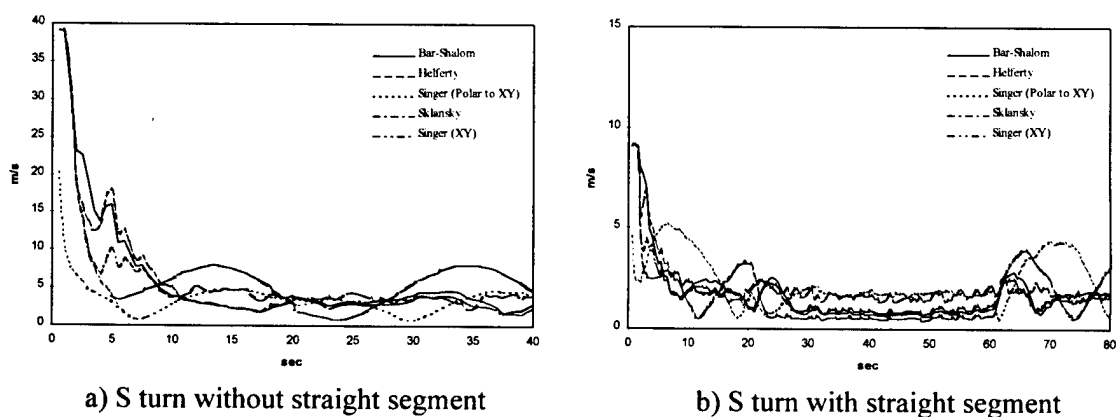 40
35
30
25
20
15
10
5
0
m/s
0
5
10
15
20
25
30
35
40
sec
Bar-Shalom
Helferty
Singer (Polar to XY)
Sklansky
Singer (XY)
a) S turn without straight segment
15
10
5
0
m/s
0
10
20
30
40
50
60
70
80
sec
Bar-Shalom
Helferty
Singer (Polar to XY)
Sklansky
Singer (XY)
b) S turn with straight segment